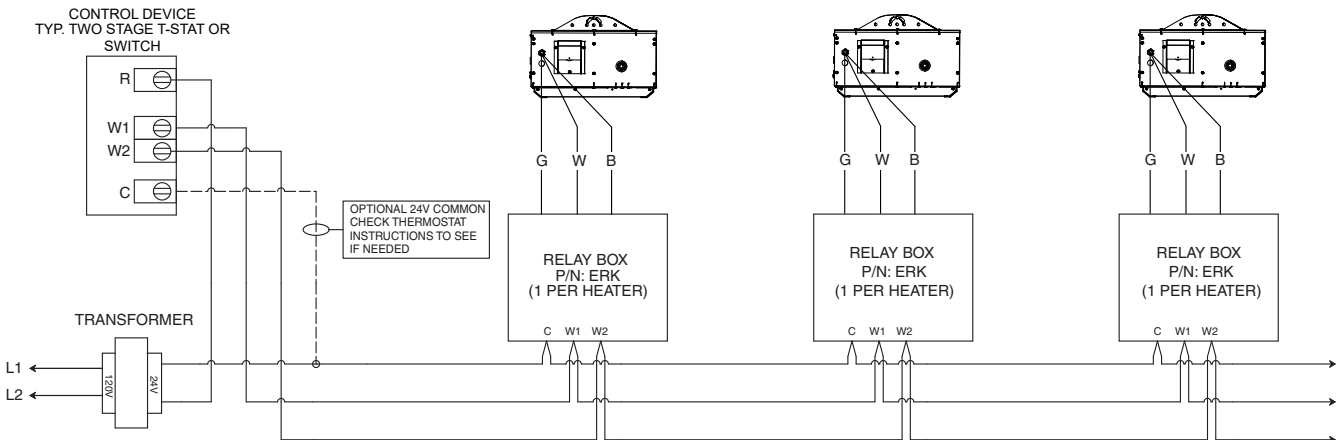 CONTROL DEVICE
TYP. TWO STAGE T-STAT OR
SWITCH
R
W1
W2
C
OPTIONAL 24V COMMON
CHECK THERMOSTAT
INSTRUCTIONS TO SEE
IF NEEDED
TRANSFORMER
L1
L2
120V
24V
G W B
RELAY BOX
P/N: ERK
(1 PER HEATER)
C W1 W2
G W B
RELAY BOX
P/N: ERK
(1 PER HEATER)
C W1 W2
G W B
RELAY BOX
P/N: ERK
(1 PER HEATER)
C W1 W2